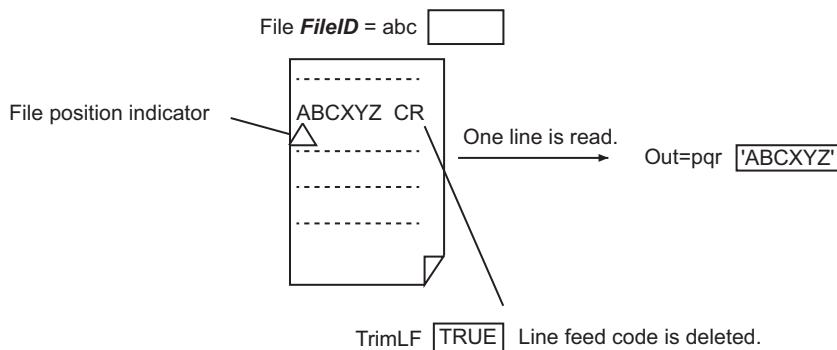 File FileID = abc
File position indicator
ABCXYZ CR
One line is read.
Out=pqr 'ABCXYZ'
TrimLF TRUE Line feed code is deleted.